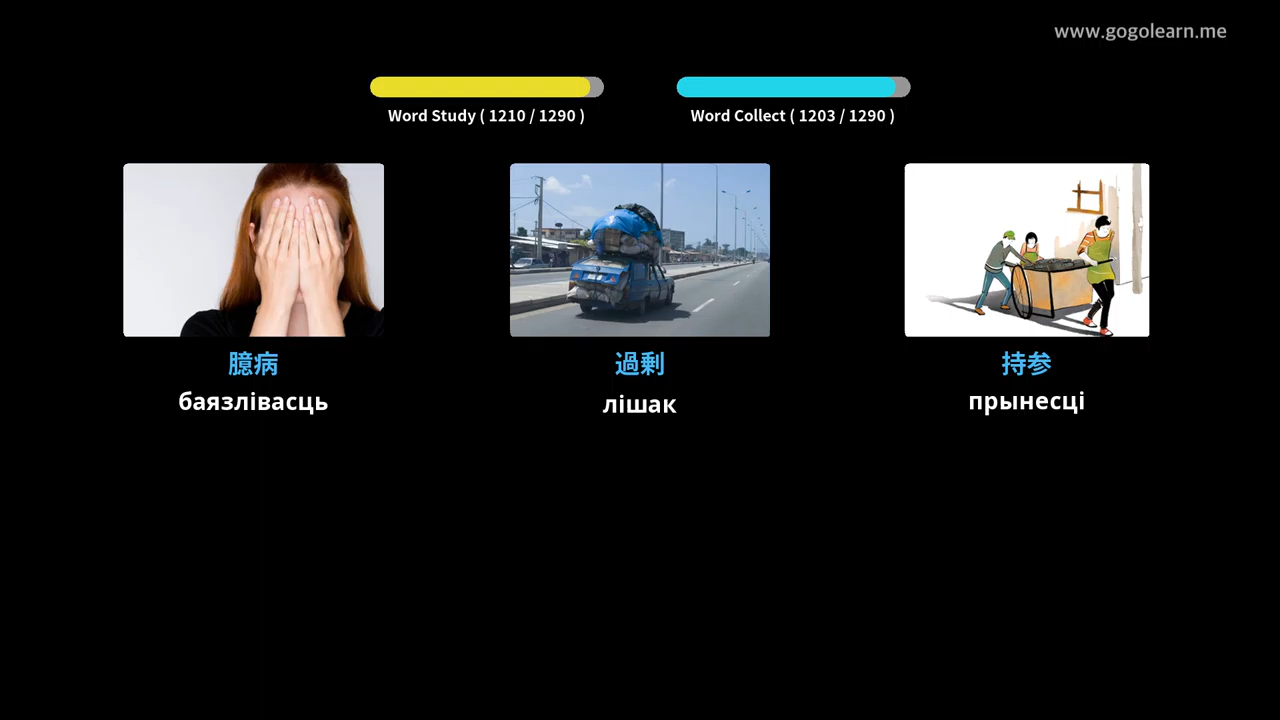 www.gogolearn.me
Word Study ( 1210 / 1290 )
Word Collect ( 1203 / 1290 )
臆病
過剰
持参
баязлівасць
лішак
прынесці